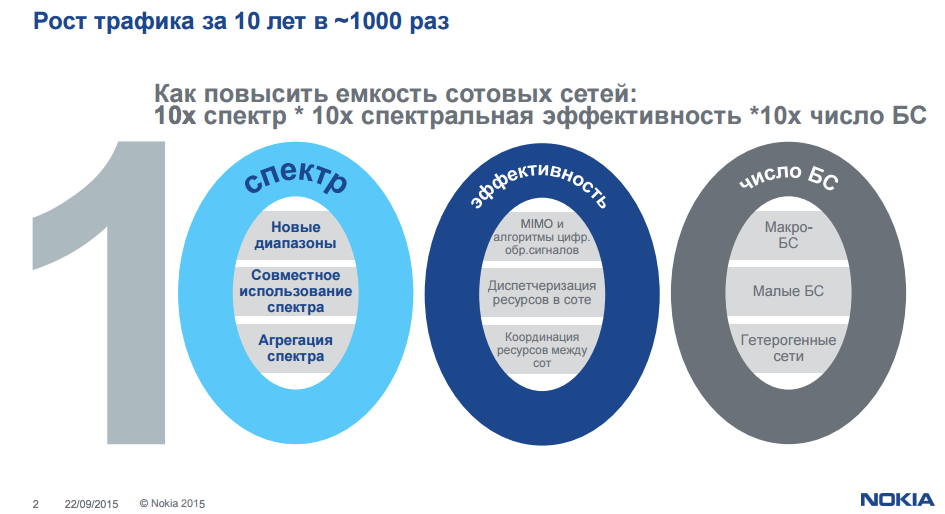 Рост трафика за 10 лет в ~1000 раз
Как повысить емкость сотовых сетей:
10x спектр * 10x спектральная эффективность *10x число БС
1
спектр
Новые
диапазоны
Совместное
использование
спектра
Агрегация
спектра
эффективность
MIMO и
алгоритмы цифр.
обр.сигналов
Диспетчеризация
ресурсов в соте
Координация
ресурсов между
сот
число БС
Макро-
БС
Малые БС
Гетерогенные
сети
2 22/09/2015 © Nokia 2015
NOKIA